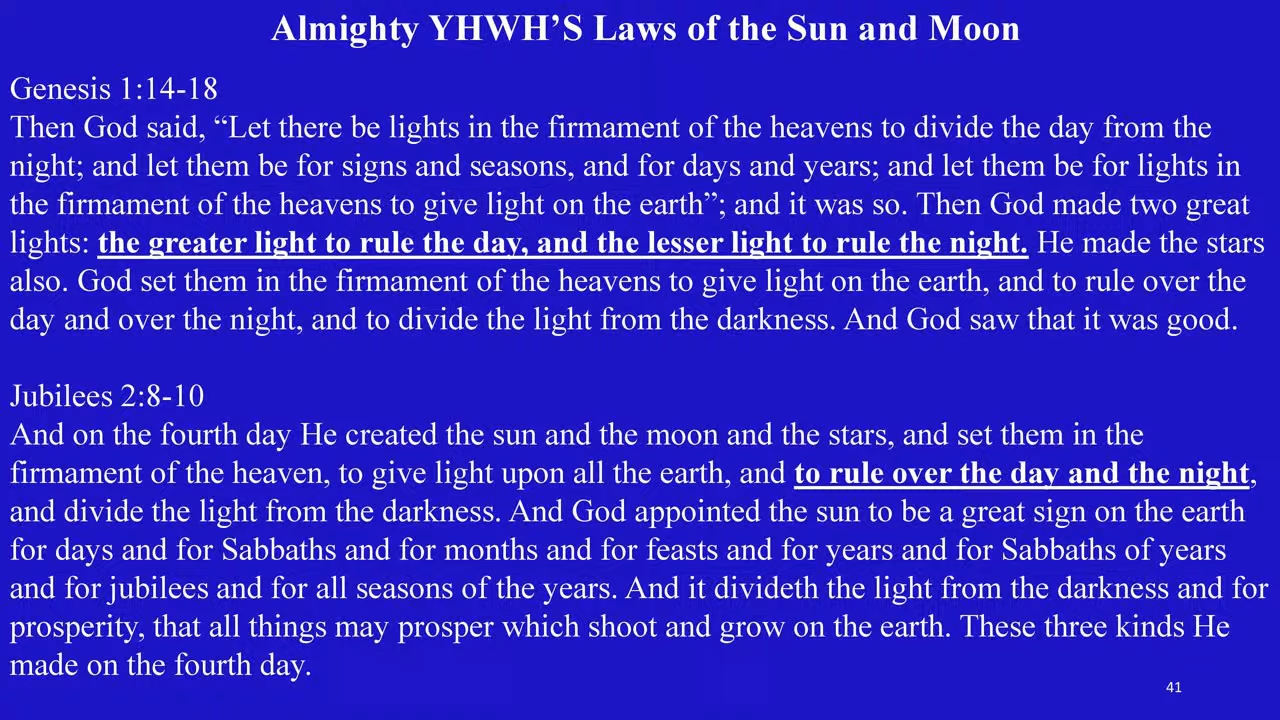 Almighty YHWH’S Laws of the Sun and Moon
Genesis 1:14-18
Then God said, “Let there be lights in the firmament of the heavens to divide the day from the
night; and let them be for signs and seasons, and for days and years; and let them be for lights in
the firmament of the heavens to give light on the earth”; and it was so. Then God made two great
lights: the greater light to rule the day, and the lesser light to rule the night. He made the stars
also. God set them in the firmament of the heavens to give light on the earth, and to rule over the
day and over the night, and to divide the light from the darkness. And God saw that it was good.
Jubilees 2:8-10
And on the fourth day He created the sun and the moon and the stars, and set them in the
firmament of the heaven, to give light upon all the earth, and to rule over the day and the night,
and divide the light from the darkness. And God appointed the sun to be a great sign on the earth
for days and for Sabbaths and for months and for feasts and for years and for Sabbaths of years
and for jubilees and for all seasons of the years. And it divideth the light from the darkness and for
prosperity, that all things may prosper which shoot and grow on the earth. These three kinds He
made on the fourth day.
41